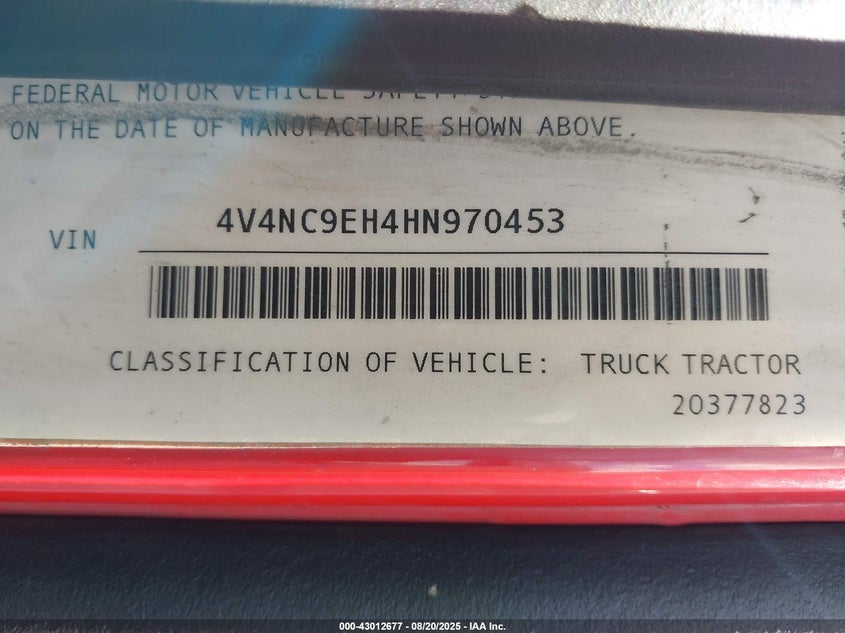 FEDERAL MOTOR VEHICLE SAFETY
ON THE DATE OF MANUFACTURE SHOWN ABOVE.
VIN 4V4NC9EH4HN970453
CLASSIFICATION OF VEHICLE: TRUCK TRACTOR
20377823
000-43012677 - 08/20/2025 - IAA Inc.